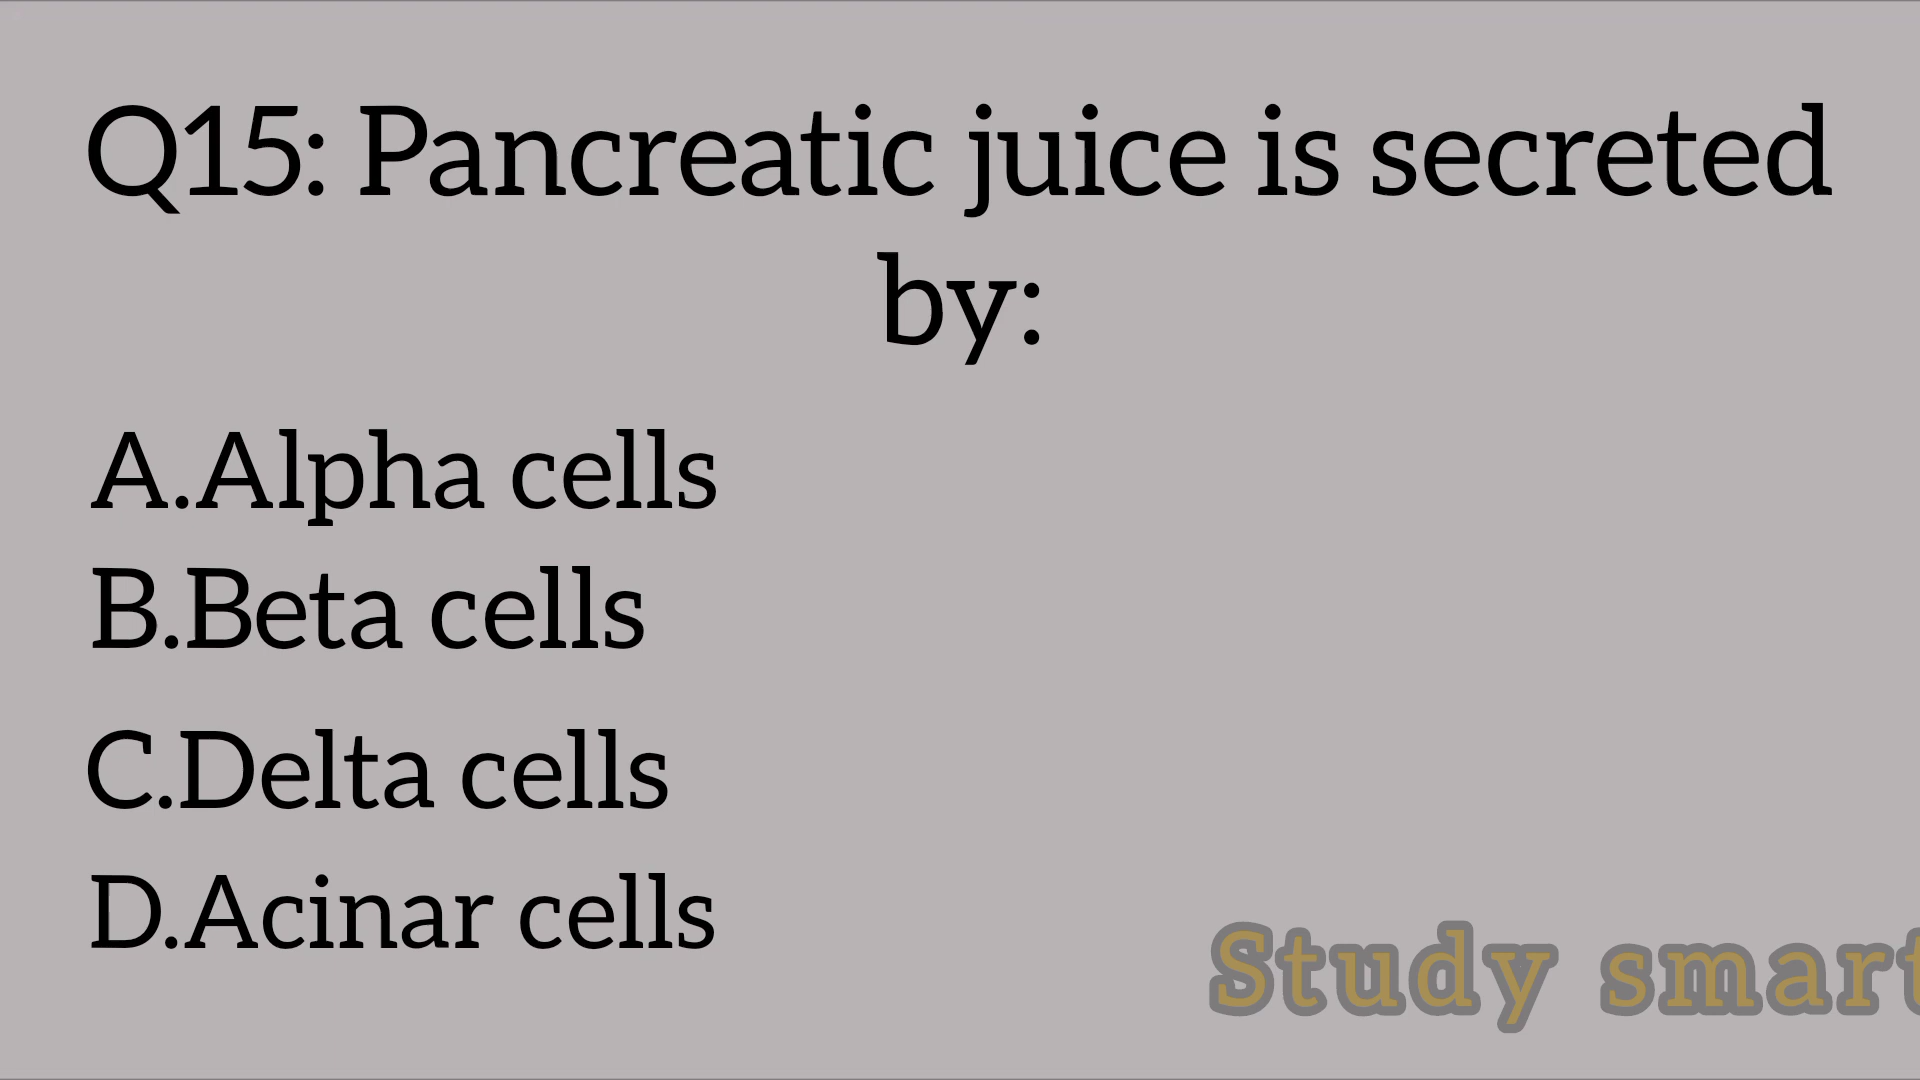 Q15: Pancreatic juice is secreted
by:
A.Alpha cells
B.Beta cells
C.Delta cells
D.Acinar cells
Study smart